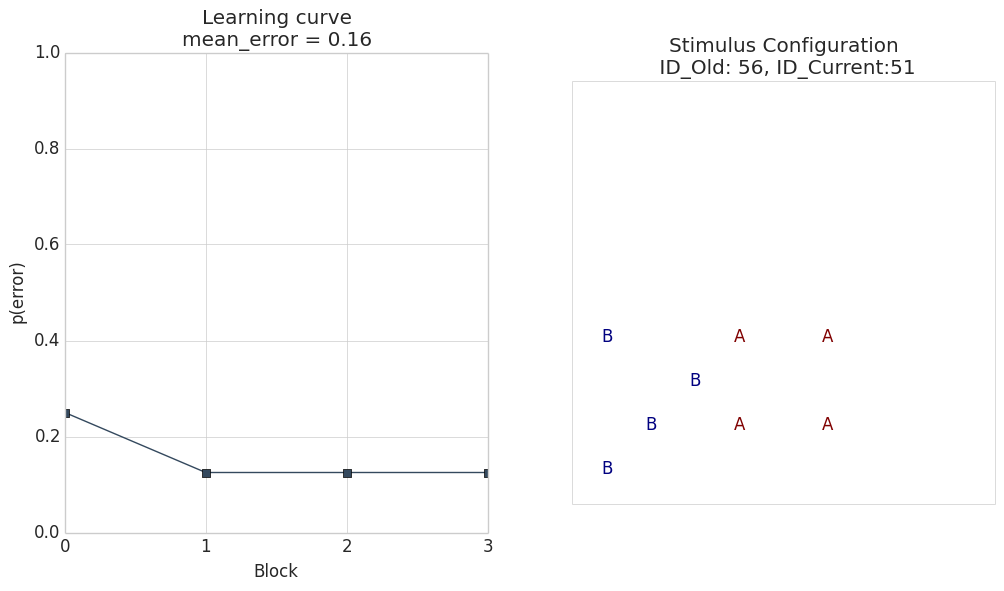 Learning curve
mean_error = 0.16
1.0
0.8
0.6
0.4
0.2
0.0
0 1 2 3
p(error)
Block
Stimulus Configuration
ID_Old: 56, ID_Current:51
B A A
B
B A A
B